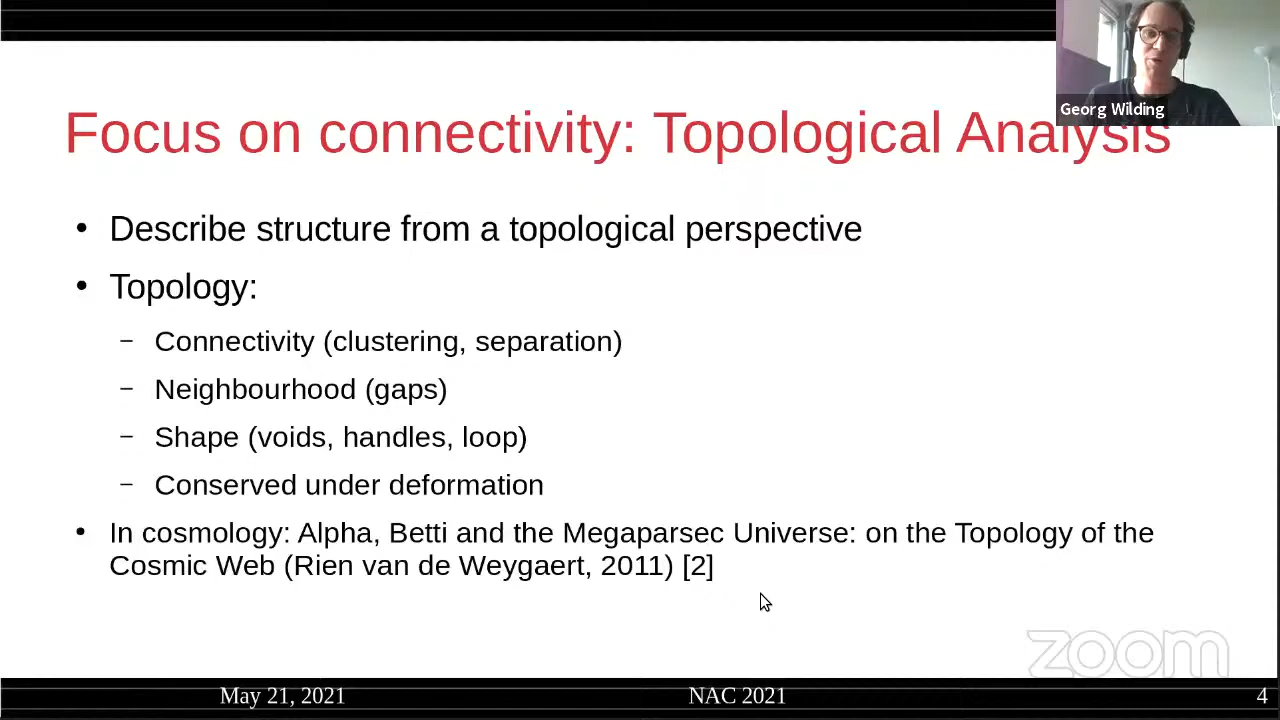 Georg Wilding
Focus on connectivity: Topological Analysis
• Describe structure from a topological perspective
• Topology:
– Connectivity (clustering, separation)
– Neighbourhood (gaps)
– Shape (voids, handles, loop)
– Conserved under deformation
• In cosmology: Alpha, Betti and the Megaparsec Universe: on the Topology of the
Cosmic Web (Rien van de Weygaert, 2011) [2]
zoom
May 21, 2021 NAC 2021 4